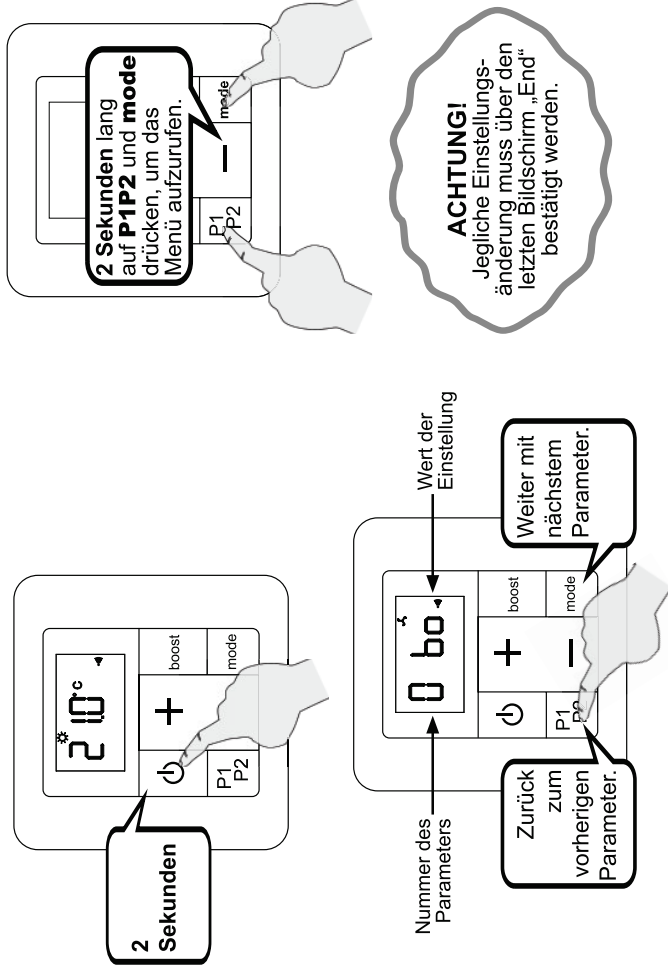 2
Sekunden
21.0°c
boost
mode
P1
P2
2 Sekunden lang
auf P1P2 und mode
drücken, um das
Menü aufzurufen.
P1
P2
mode
Nummer des
Parameters
0 bo
Wert der
Einstellung
boost
mode
P1
P2
Zurück
zum
vorherigen
Parameter.
Weiter mit
nächstem
Parameter.
ACHTUNG!
Jegliche Einstellungs-
änderung muss über den
letzten Bildschirm „End“
bestätigt werden.